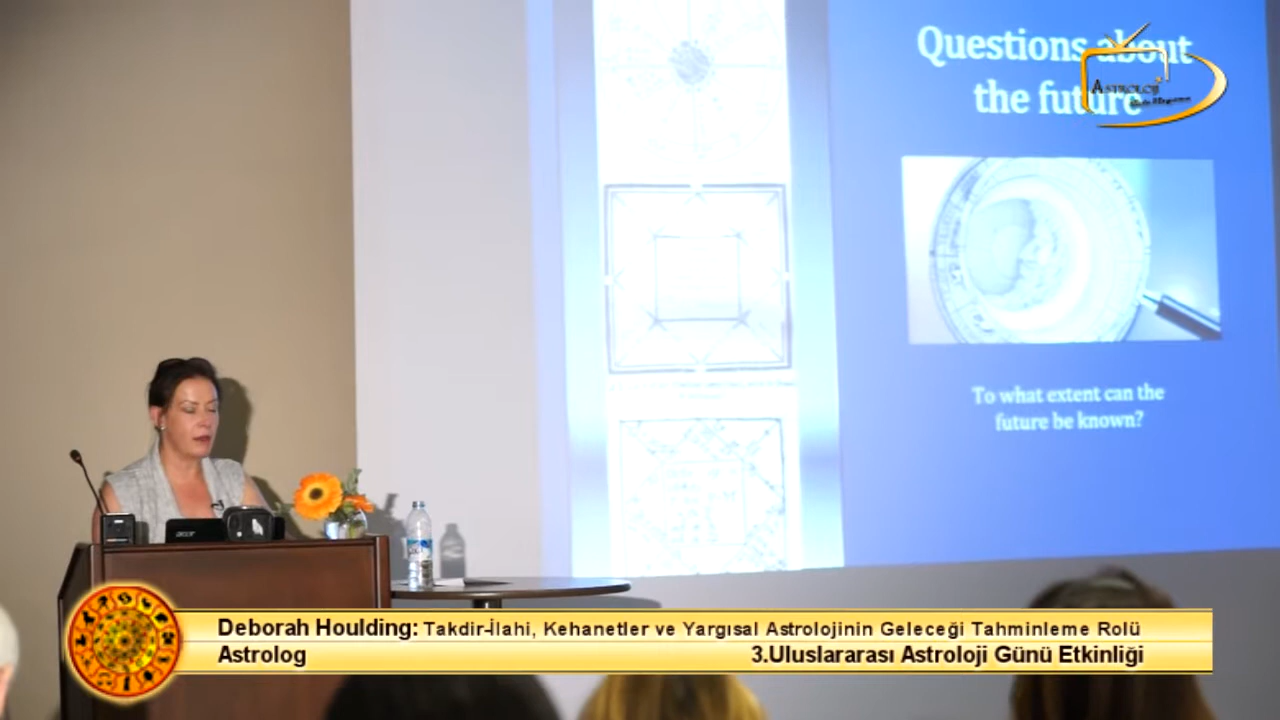 Questions about
the future
ASTROLOJİ
To what extent can the
future be known?
acer
Deborah Houlding: Takdir-İlahi, Kehanetler ve Yargısal Astrolojinin Geleceği Tahminleme Rolü
Astrolog
3.Uluslararası Astroloji Günü Etkinliği